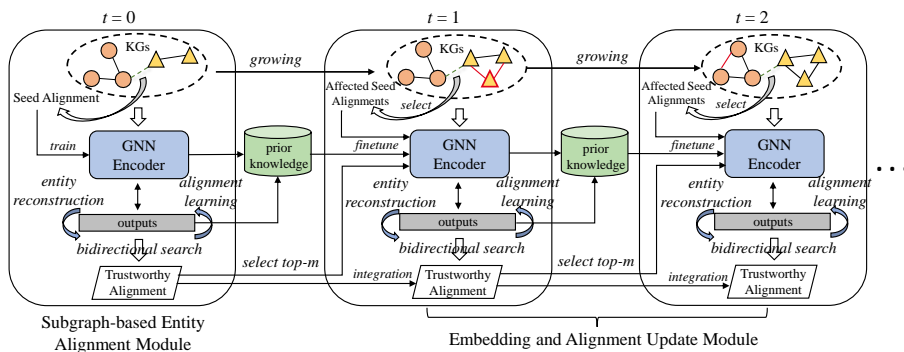 t = 0
t = 1
t = 2
KGs
KGs
KGs
growing
growing
Seed Alignment
Affected Seed
Alignments
select
Affected Seed
Alignments
select
train
GNN
Encoder
prior
knowledge
finetune
GNN
Encoder
prior
knowledge
finetune
GNN
Encoder
entity
reconstruction
alignment
learning
entity
reconstruction
alignment
learning
entity
reconstruction
alignment
learning
outputs
outputs
outputs
bidirectional search
bidirectional search
bidirectional search
Trustworthy
Alignment
select top-m
integration
Trustworthy
Alignment
select top-m
integration
Trustworthy
Alignment
Subgraph-based Entity
Alignment Module
Embedding and Alignment Update Module